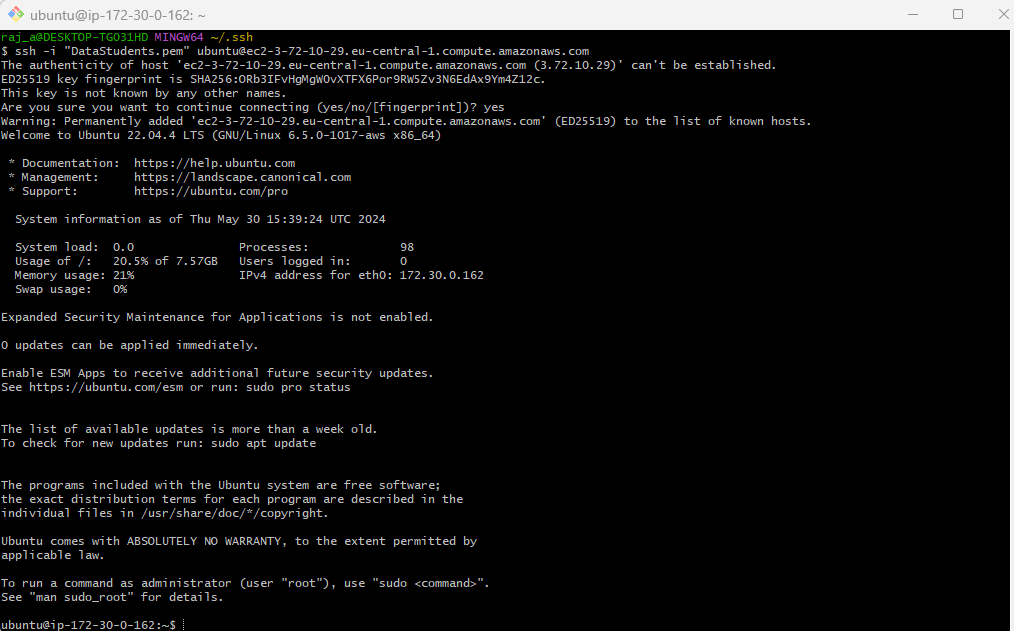 ubuntu@ip-172-30-0-162: ~
raj_a@DESKTOP-TGO31HD MINGW64 ~/.ssh
$ ssh -i "DataStudents.pem" ubuntu@ec2-3-72-10-29.eu-central-1.compute.amazonaws.com
The authenticity of host 'ec2-3-72-10-29.eu-central-1.compute.amazonaws.com (3.72.10.29)' can't be established.
ED25519 key fingerprint is SHA256:ORb3IFvHgMgWOvXTFX6Por9RW5Zv3N6EdAx9Ym4Z12c.
This key is not known by any other names.
Are you sure you want to continue connecting (yes/no/[fingerprint])? yes
Warning: Permanently added 'ec2-3-72-10-29.eu-central-1.compute.amazonaws.com' (ED25519) to the list of known hosts.
Welcome to Ubuntu 22.04.4 LTS (GNU/Linux 6.5.0-1017-aws x86_64)
* Documentation:  https://help.ubuntu.com
* Management:     https://landscape.canonical.com
* Support:        https://ubuntu.com/pro
System information as of Thu May 30 15:39:24 UTC 2024
System load:  0.0               Processes:             98
Usage of /:   20.5% of 7.57GB   Users logged in:       0
Memory usage: 21%               IPv4 address for eth0: 172.30.0.162
Swap usage:   0%
Expanded Security Maintenance for Applications is not enabled.
0 updates can be applied immediately.
Enable ESM Apps to receive additional future security updates.
See https://ubuntu.com/esm or run: sudo pro status
The list of available updates is more than a week old.
To check for new updates run: sudo apt update
The programs included with the Ubuntu system are free software;
the exact distribution terms for each program are described in the
individual files in /usr/share/doc/*/copyright.
Ubuntu comes with ABSOLUTELY NO WARRANTY, to the extent permitted by
applicable law.
To run a command as administrator (user "root"), use "sudo <command>".
See "man sudo_root" for details.
ubuntu@ip-172-30-0-162:~$